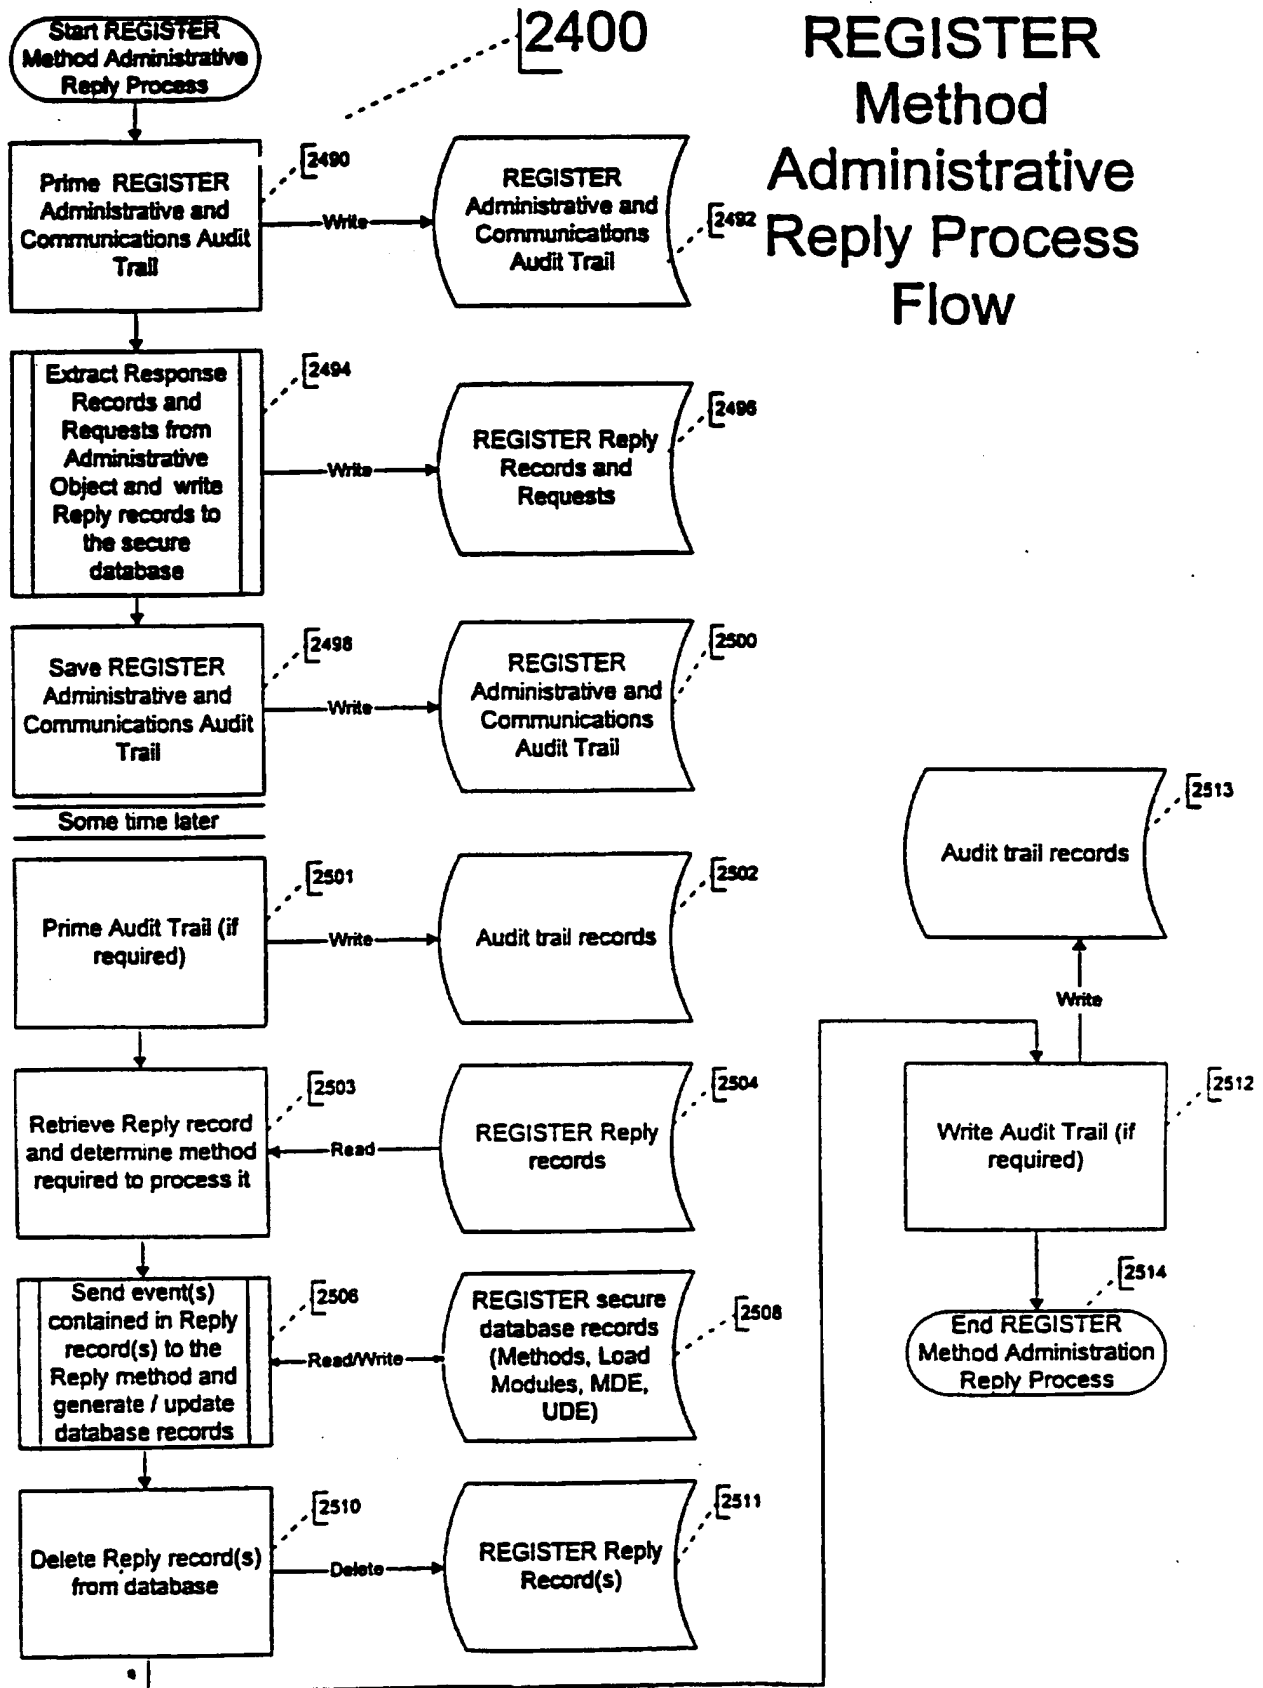 Start REGISTER
Method Administrative
Reply Process
2400
REGISTER
Method
Administrative
Reply Process
Flow
Prime REGISTER
Administrative and
Communications Audit
Trail
2490
Write
REGISTER
Administrative and
Communications
Audit Trail
2492
Extract Response
Records and
Requests from
Administrative
Object and write
Reply records to
the secure
database
2494
Write
REGISTER Reply
Records and
Requests
2496
Save REGISTER
Administrative and
Communications Audit
Trail
2498
Write
REGISTER
Administrative and
Communications
Audit Trail
2500
Some time later
Prime Audit Trail (if
required)
2501
Write
Audit trail records
2502
Retrieve Reply record
and determine method
required to process it
2503
Read
REGISTER Reply
records
2504
Send event(s)
contained in Reply
record(s) to the
Reply method and
generate / update
database records
2506
Read/Write
REGISTER secure
database records
(Methods, Load
Modules, MDE,
UDE)
2508
Delete Reply record(s)
from database
2510
Delete
REGISTER Reply
Record(s)
2511
Audit trail records
2513
Write
Write Audit Trail (if
required)
2512
2514
End REGISTER
Method Administration
Reply Process